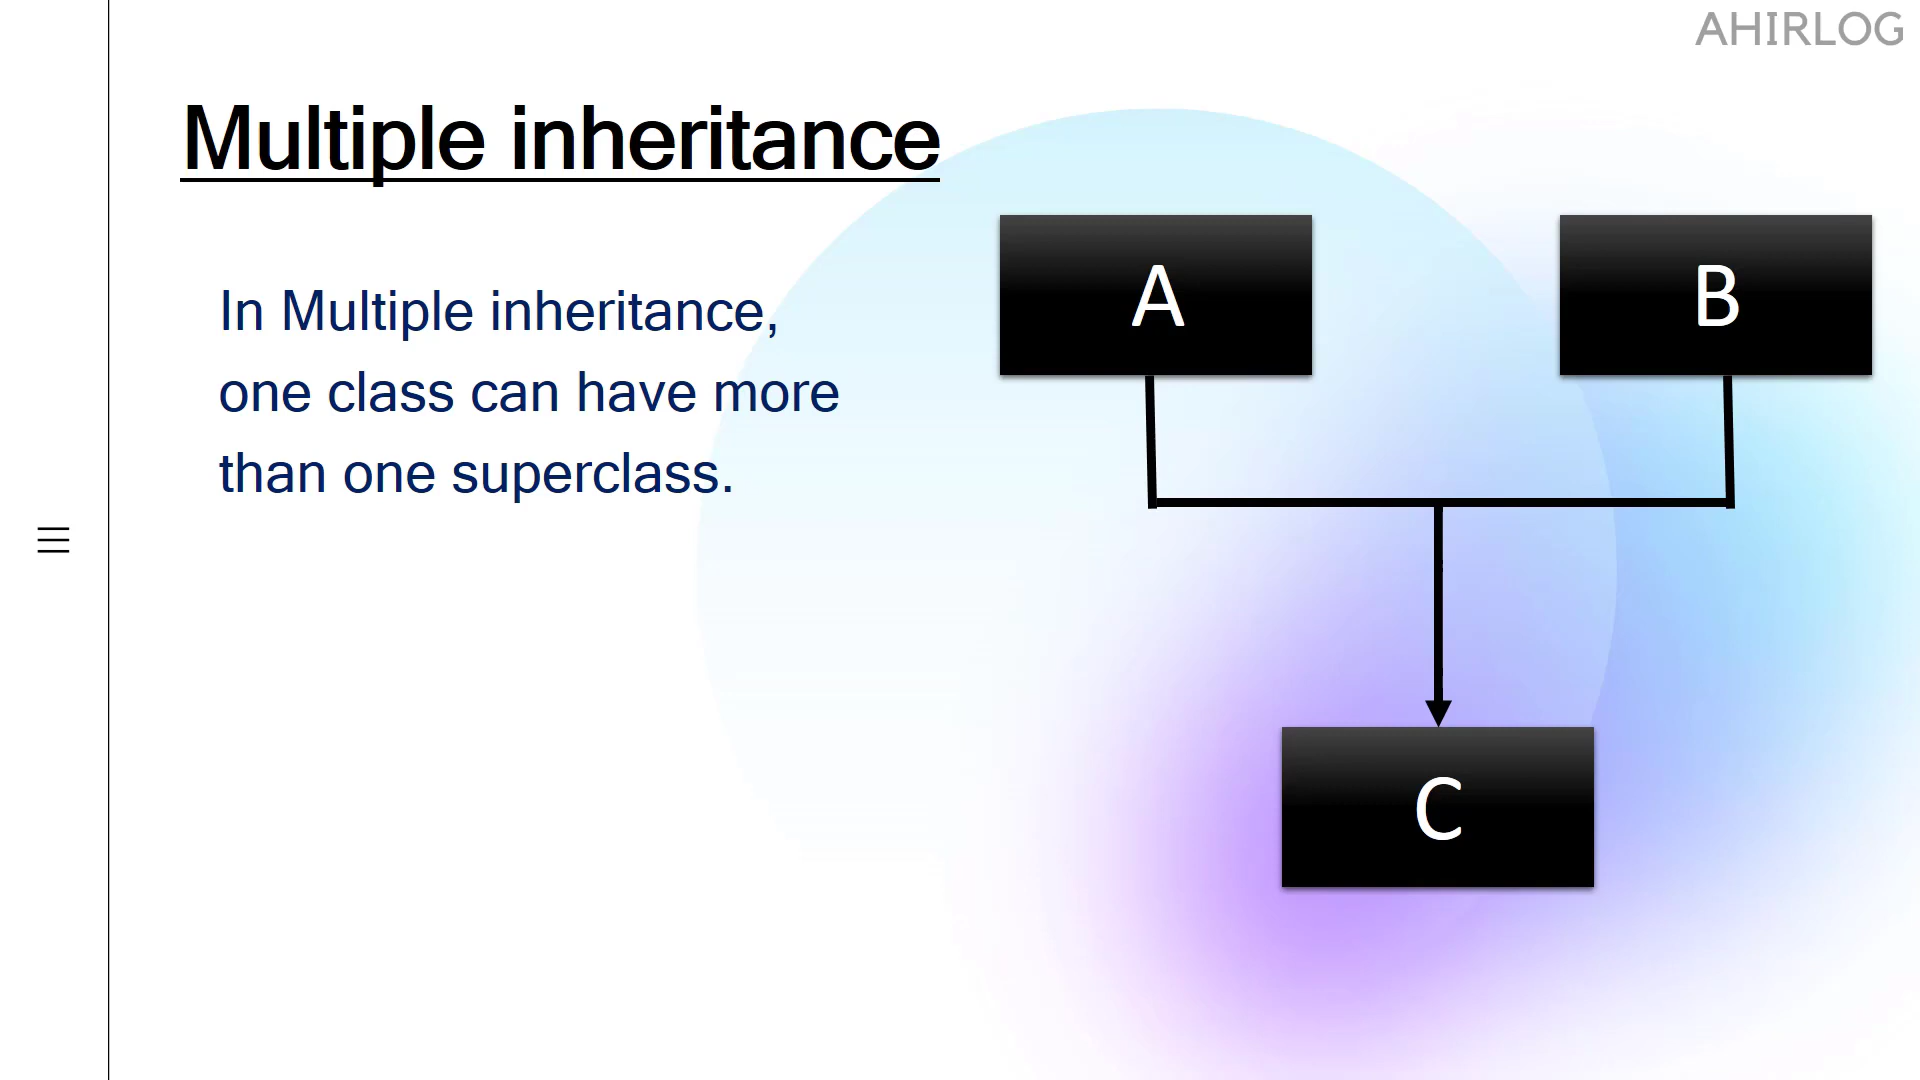 AHIRLOG
Multiple inheritance
In Multiple inheritance,
one class can have more
than one superclass.
A
B
C